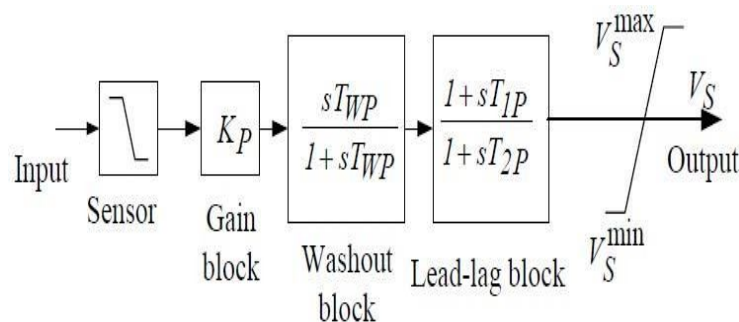 Input
Sensor
K_P
Gain
block
sT_WP
1+sT_WP
Washout
block
1+sT_1P
1+sT_2P
Lead-lag block
V_S^max
V_S^min
V_S
Output